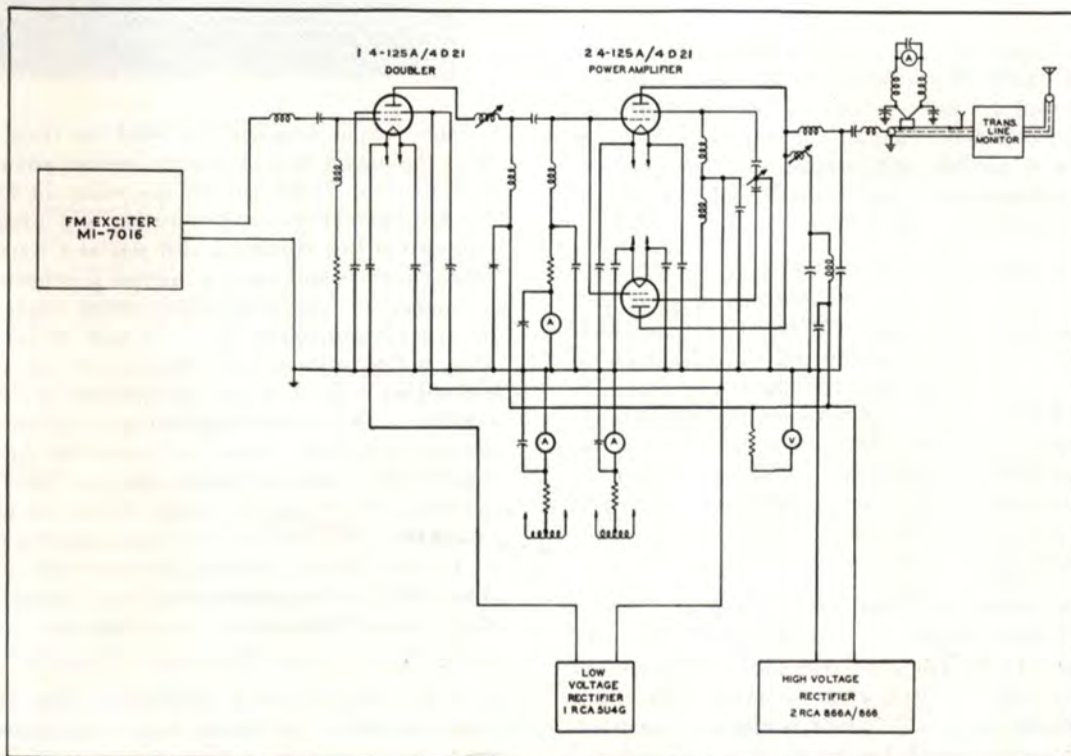 1 4-125A/4D21
DOUBLER
2 4-125A/4D21
POWER AMPLIFIER
A
TRANS.
LINE
MONITOR
FM EXCITER
MI-7016
A
A
A
V
LOW
VOLTAGE
RECTIFIER
1 RCA 5U4G
HIGH VOLTAGE
RECTIFIER
2 RCA 866A/866